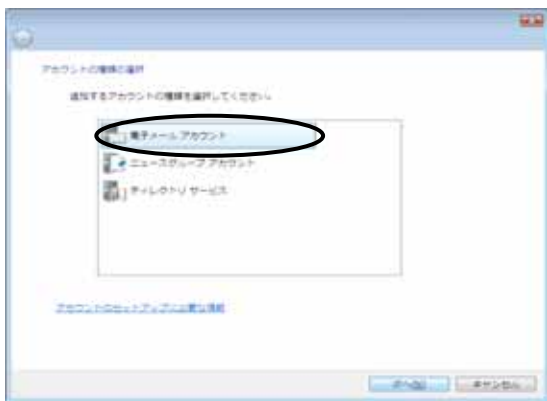 アカウントの種類の選択
追加するアカウントの種類を選択してください。
電子メール アカウント
ニュースグループ アカウント
ディレクトリ サービス
アカウントのセットアップに必要な情報
次へ(N)
キャンセル